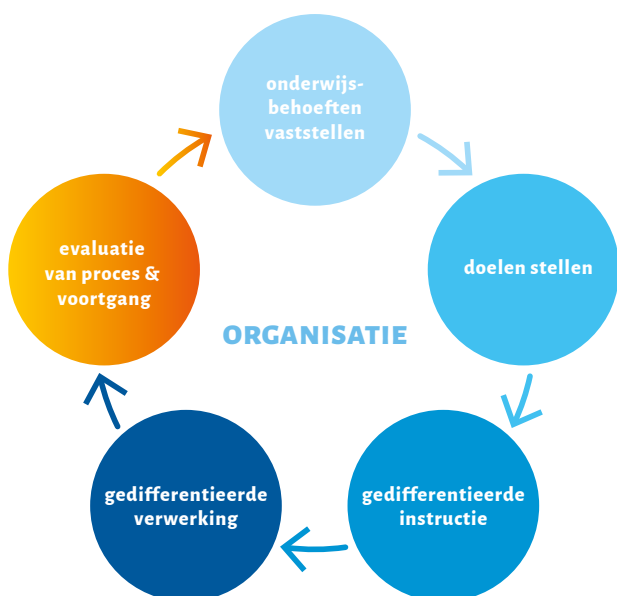 onderwijs-
behoeften
vaststellen
doelen stellen
gedifferentieerde
instructie
gedifferentieerde
verwerking
evaluatie
van proces &
voortgang
ORGANISATIE